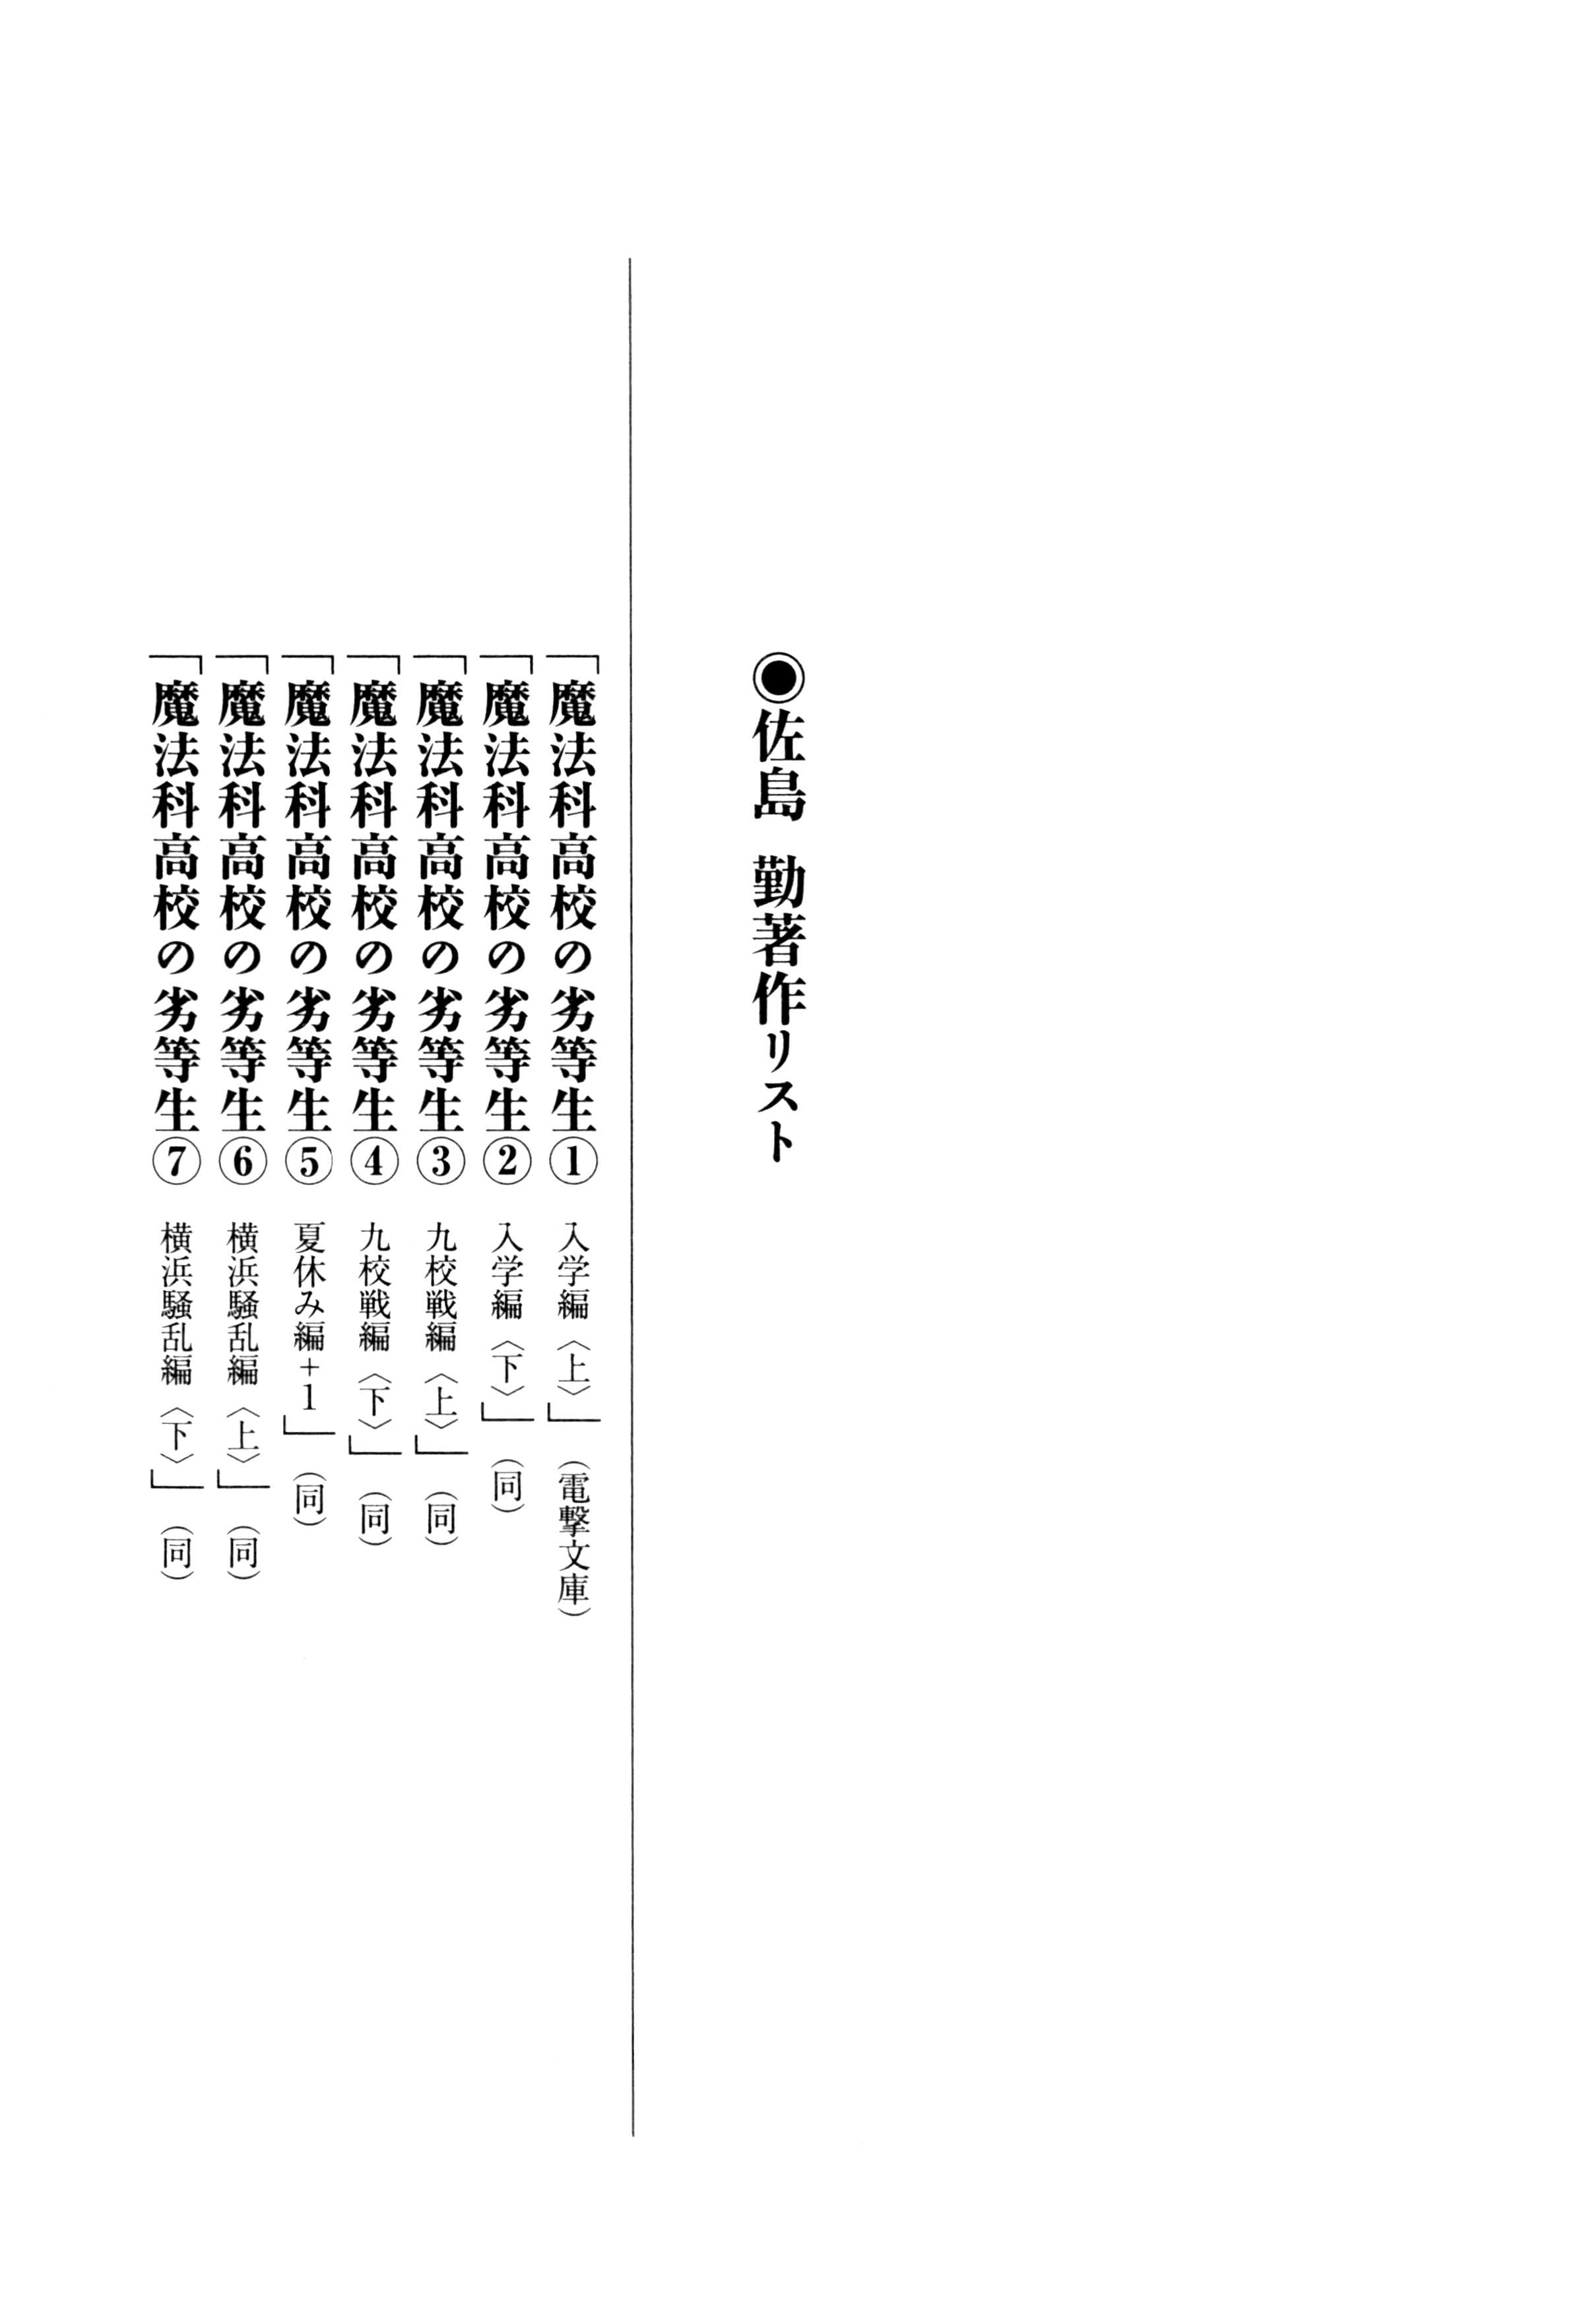 ◉佐島　勤著作リスト
「魔法科高校の劣等生①　入学編〈上〉」（電撃文庫）
「魔法科高校の劣等生②　入学編〈下〉」（同）
「魔法科高校の劣等生③　九校戦編〈上〉」（同）
「魔法科高校の劣等生④　九校戦編〈下〉」（同）
「魔法科高校の劣等生⑤　夏休み編+1」（同）
「魔法科高校の劣等生⑥　横浜騒乱編〈上〉」（同）
「魔法科高校の劣等生⑦　横浜騒乱編〈下〉」（同）